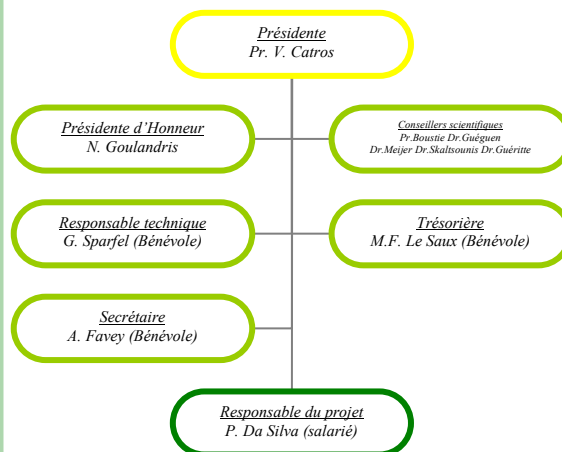 Présidente
Pr. V. Catros
Présidente d'Honneur
N. Goulandris
Conseillers scientifiques
Pr.Boustie Dr.Guéguen
Dr.Meijer Dr.Skaltsounis Dr.Guéritte
Responsable technique
G. Sparfel (Bénévole)
Trésorière
M.F. Le Saux (Bénévole)
Secrétaire
A. Favey (Bénévole)
Responsable du projet
P. Da Silva (salarié)